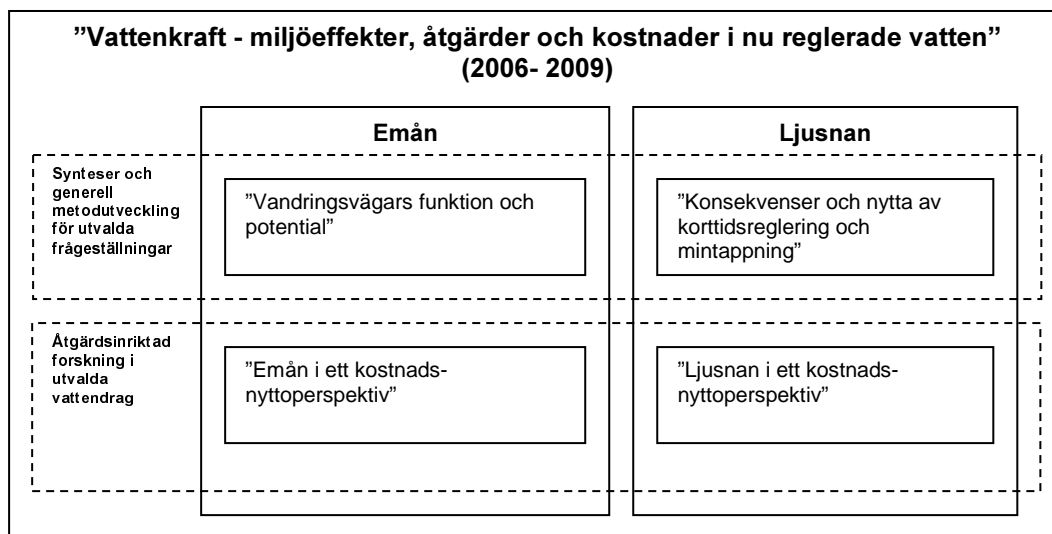 ”Vattenkraft - miljöeffekter, åtgärder och kostnader i nu reglerade vatten”
(2006- 2009)
Emån
Ljusnan
Synteser och
generell
metodutveckling
för utvalda
frågeställningar
”Vandringsvägars funktion och
potential”
”Konsekvenser och nytta av
korttidsreglering och
mintappning”
Åtgärdsinriktad
forskning i
utvalda
vattendrag
”Emån i ett kostnads-
nyttoperspektiv”
”Ljusnan i ett kostnads-
nyttoperspektiv”